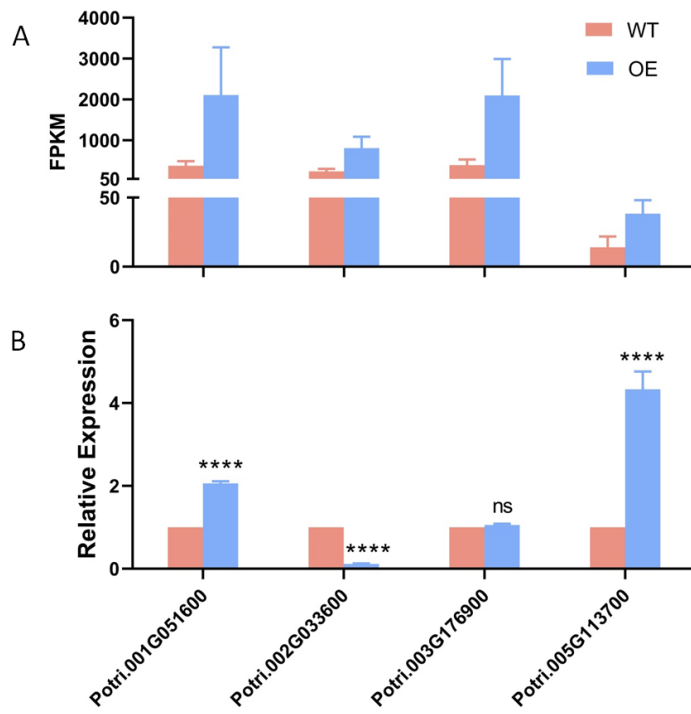 A
WT
OE
FPKM
4000
3000
2000
1000
50
50
0
B
Relative Expression
6
4
2
0
****
****
ns
****
Potri.001G051600
Potri.002G033600
Potri.003G176900
Potri.005G113700